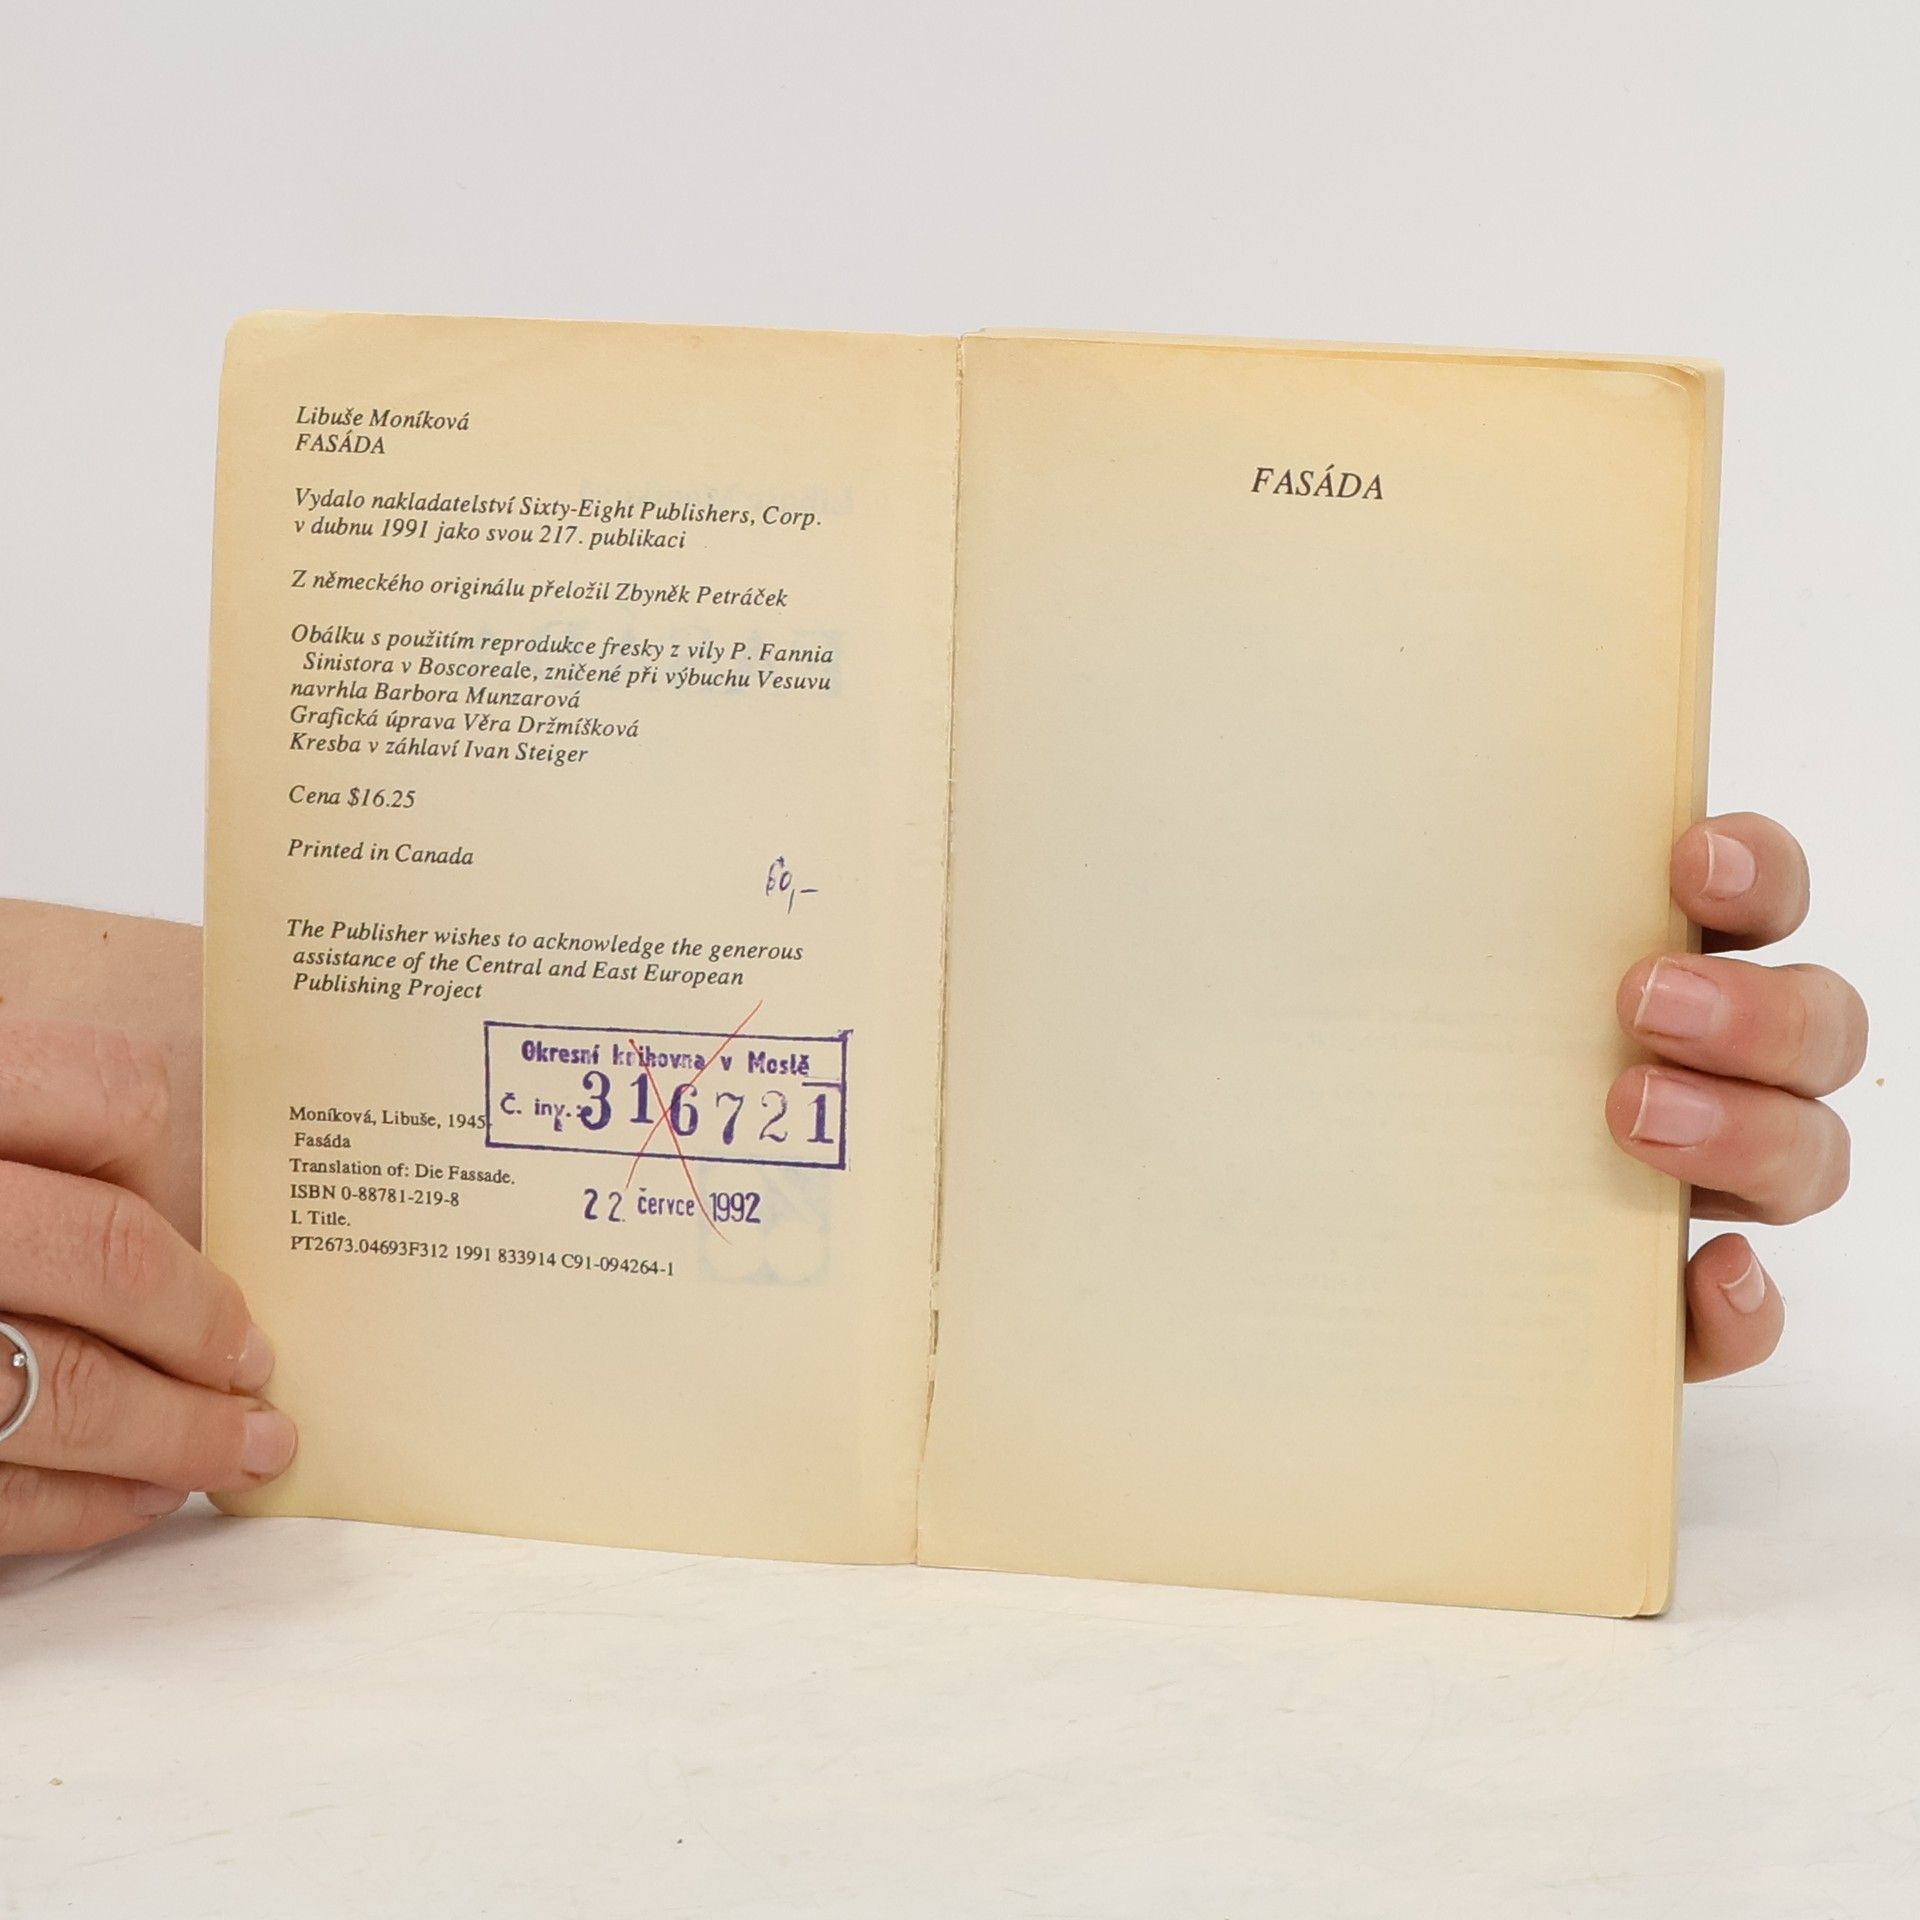 Libuše Moníková
FASÁDA
Vydalo nakladatelství Sixty-Eight Publishers, Corp.
v dubnu 1991 jako svou 217. publikaci
Z německého originálu přeložil Zbyněk Petráček
Obálku s použitím reprodukce fresky z vily P. Fannia
Sinistora v Boscoreale, zničené při výbuchu Vesuvu
navrhla Barbora Munzarová
Grafická úprava Věra Držmíšková
Kresba v záhlaví Ivan Steiger
Cena $16.25
Printed in Canada
60,–
The Publisher wishes to acknowledge the generous
assistance of the Central and East European
Publishing Project
Okresní knihovna v Mostě
Č. inv.: 316721
Moníková, Libuše, 1945
Fasáda
Translation of: Die Fassade.
ISBN 0-88781-219-8
22. červce 1992
I. Title.
PT2673.04693F312 1991 833914 C91-094264-1
FASÁDA